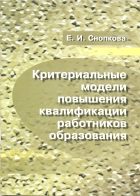 Е. И. Снопкова
Критериальные
модели
повышения
квалификации
работников
образования